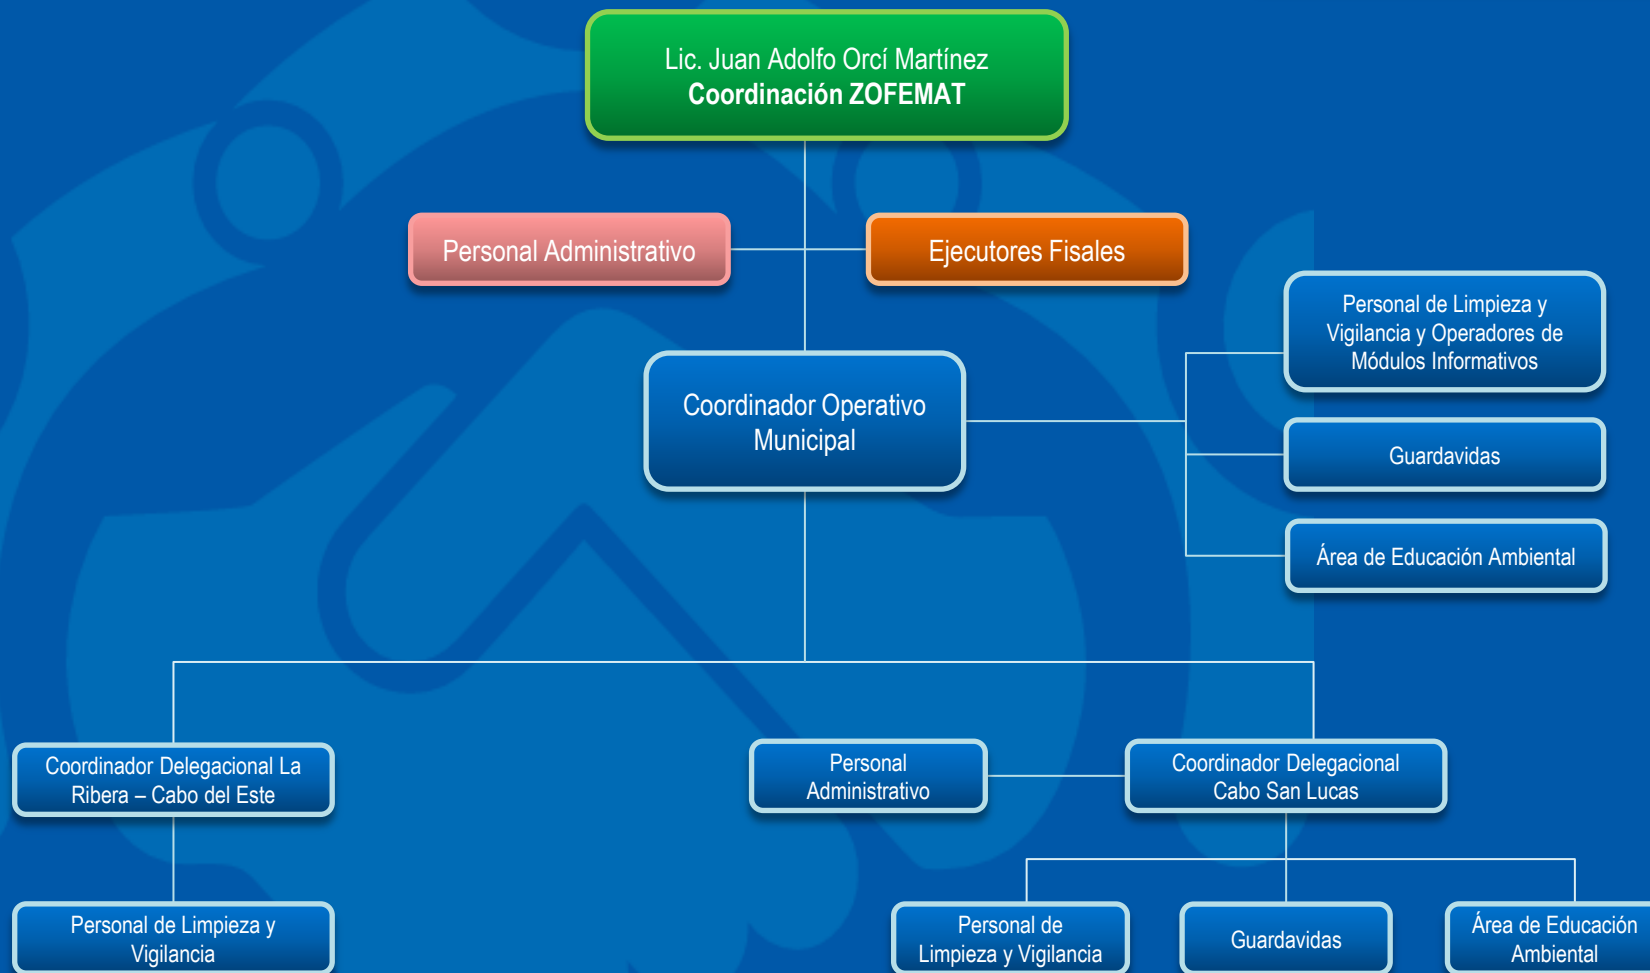 Lic. Juan Adolfo Orcí Martínez
Coordinación ZOFEMAT
Personal Administrativo
Ejecutores Fisales
Personal de Limpieza y
Vigilancia y Operadores de
Módulos Informativos
Coordinador Operativo
Municipal
Guardavidas
Área de Educación Ambiental
Coordinador Delegacional La
Ribera – Cabo del Este
Personal
Administrativo
Coordinador Delegacional
Cabo San Lucas
Personal de Limpieza y
Vigilancia
Personal de
Limpieza y Vigilancia
Guardavidas
Área de Educación
Ambiental